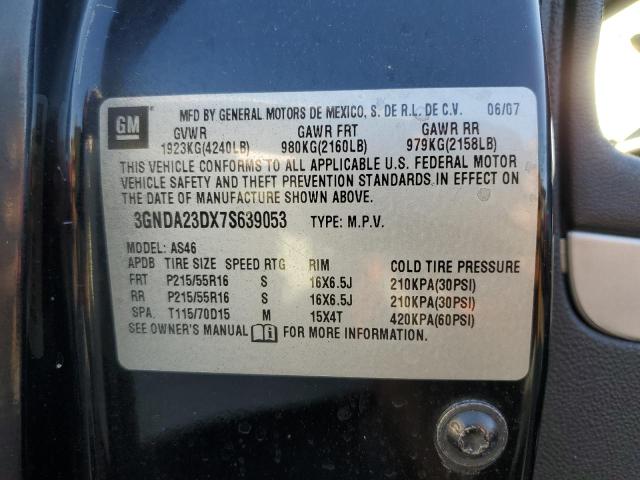 GM
MFD BY GENERAL MOTORS DE MEXICO, S. DE R.L. DE C.V. 06/07
GVWR GAWR FRT GAWR RR
1923KG(4240LB) 980KG(2160LB) 979KG(2158LB)
THIS VEHICLE CONFORMS TO ALL APPLICABLE U.S. FEDERAL MOTOR
VEHICLE SAFETY AND THEFT PREVENTION STANDARDS IN EFFECT ON
THE DATE OF MANUFACTURE SHOWN ABOVE.
3GNDA23DX7S639053 TYPE: M.P.V.
MODEL: AS46
APDB TIRE SIZE SPEED RTG RIM COLD TIRE PRESSURE
FRT P215/55R16 S 16X6.5J 210KPA(30PSI)
RR P215/55R16 S 16X6.5J 210KPA(30PSI)
SPA. T115/70D15 M 15X4T 420KPA(60PSI)
SEE OWNER'S MANUAL FOR MORE INFORMATION.